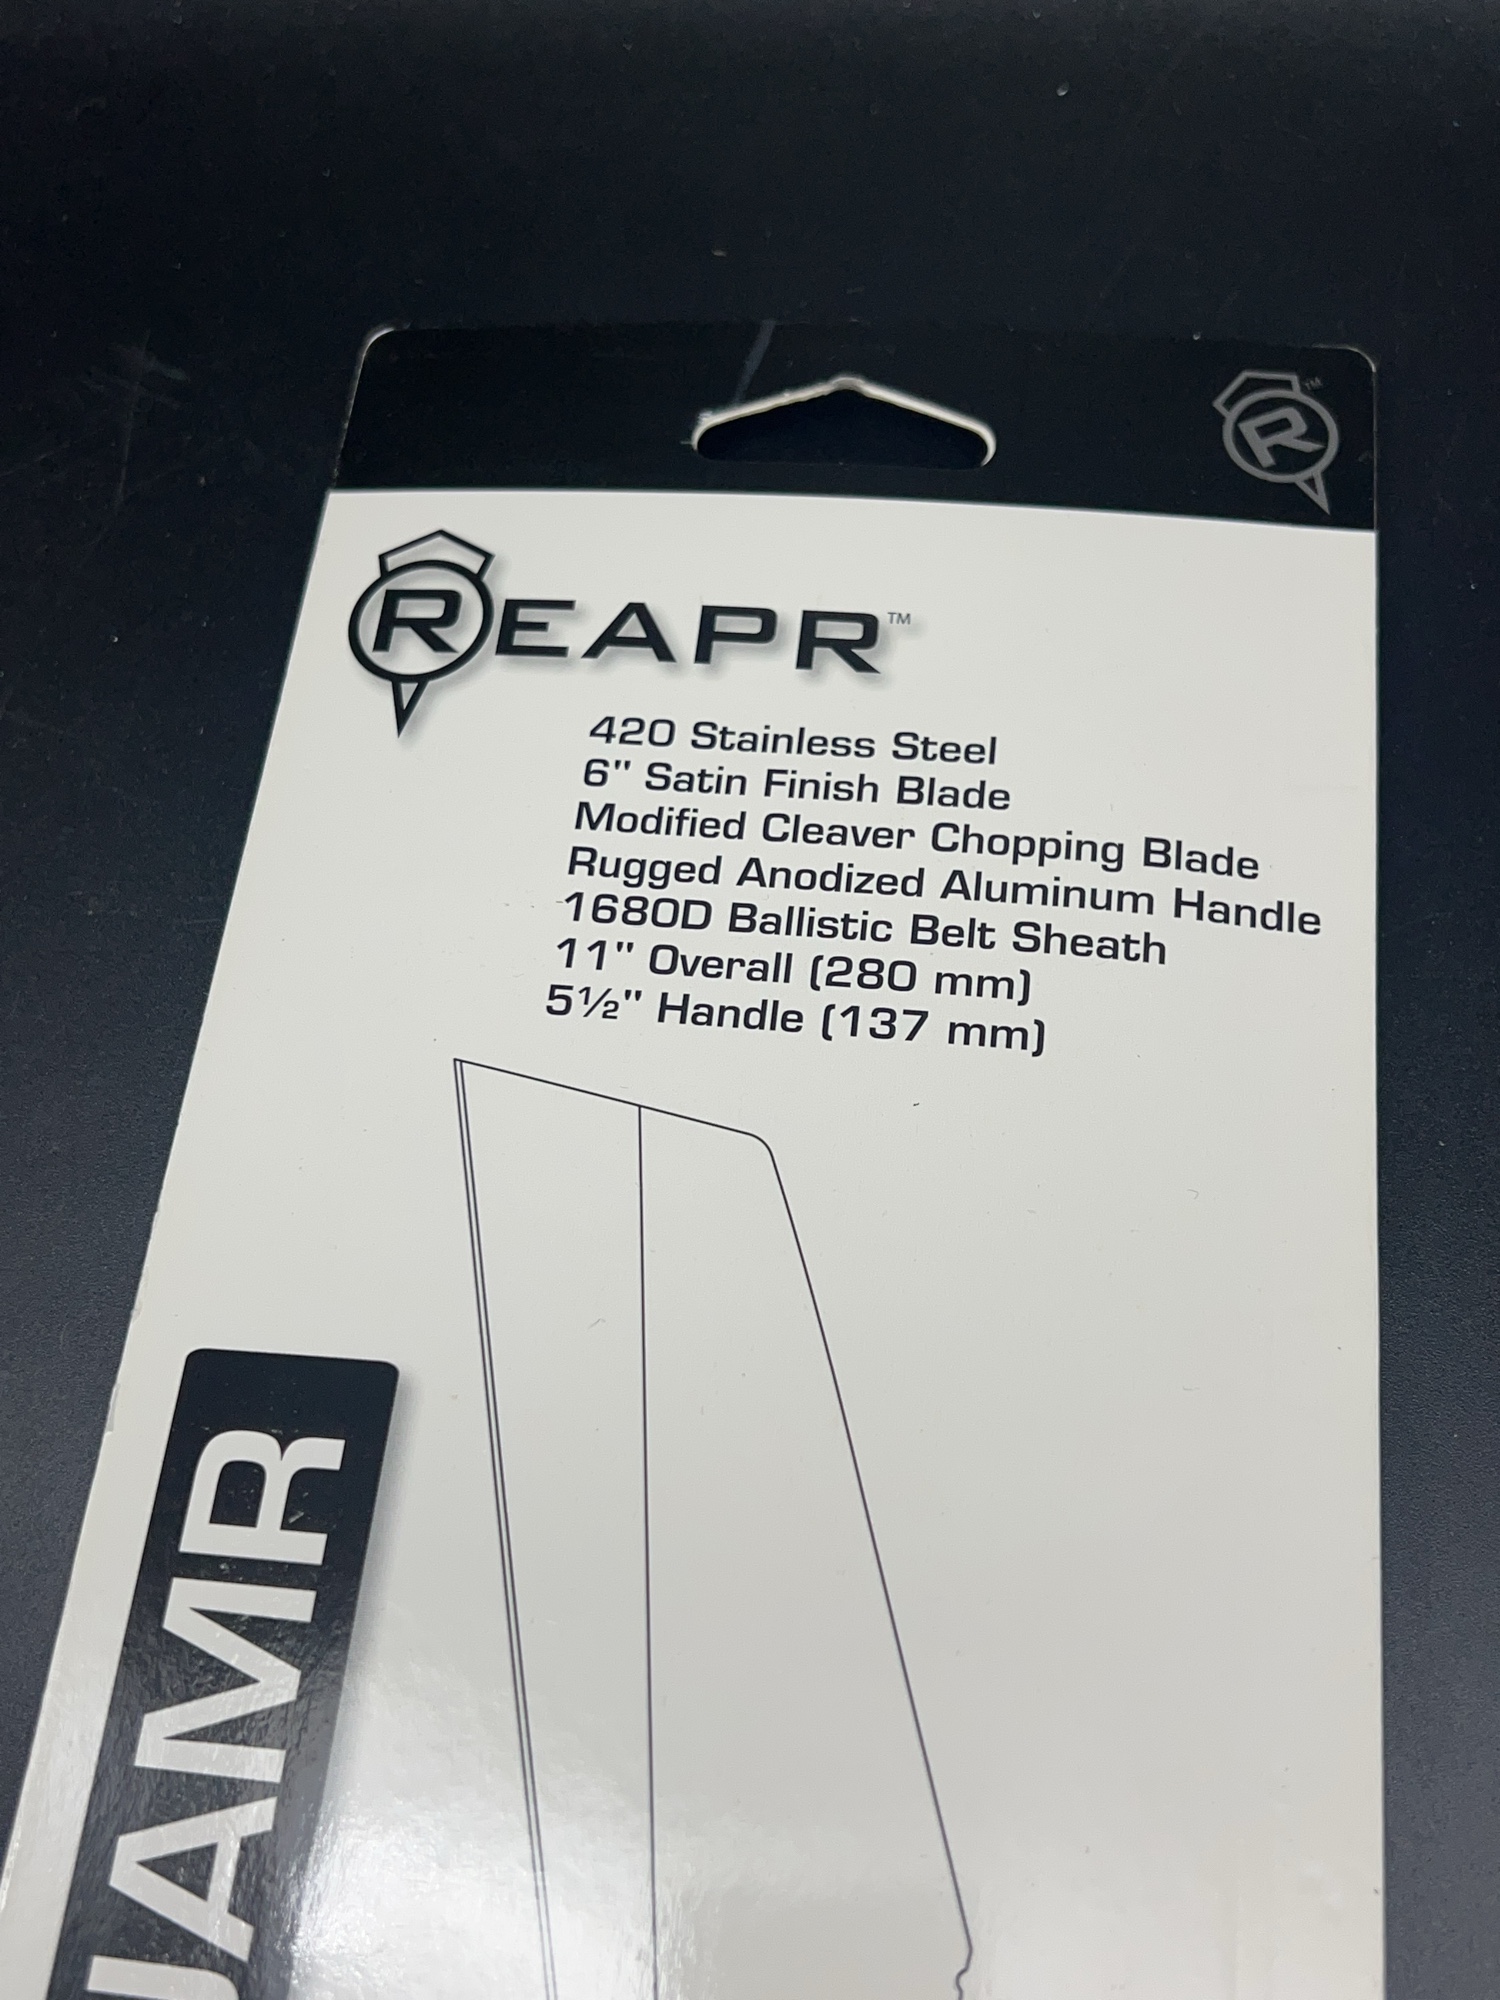 R™
REAPR™
420 Stainless Steel
6" Satin Finish Blade
Modified Cleaver Chopping Blade
Rugged Anodized Aluminum Handle
1680D Ballistic Belt Sheath
11" Overall (280 mm)
5½" Handle (137 mm)
JAMR